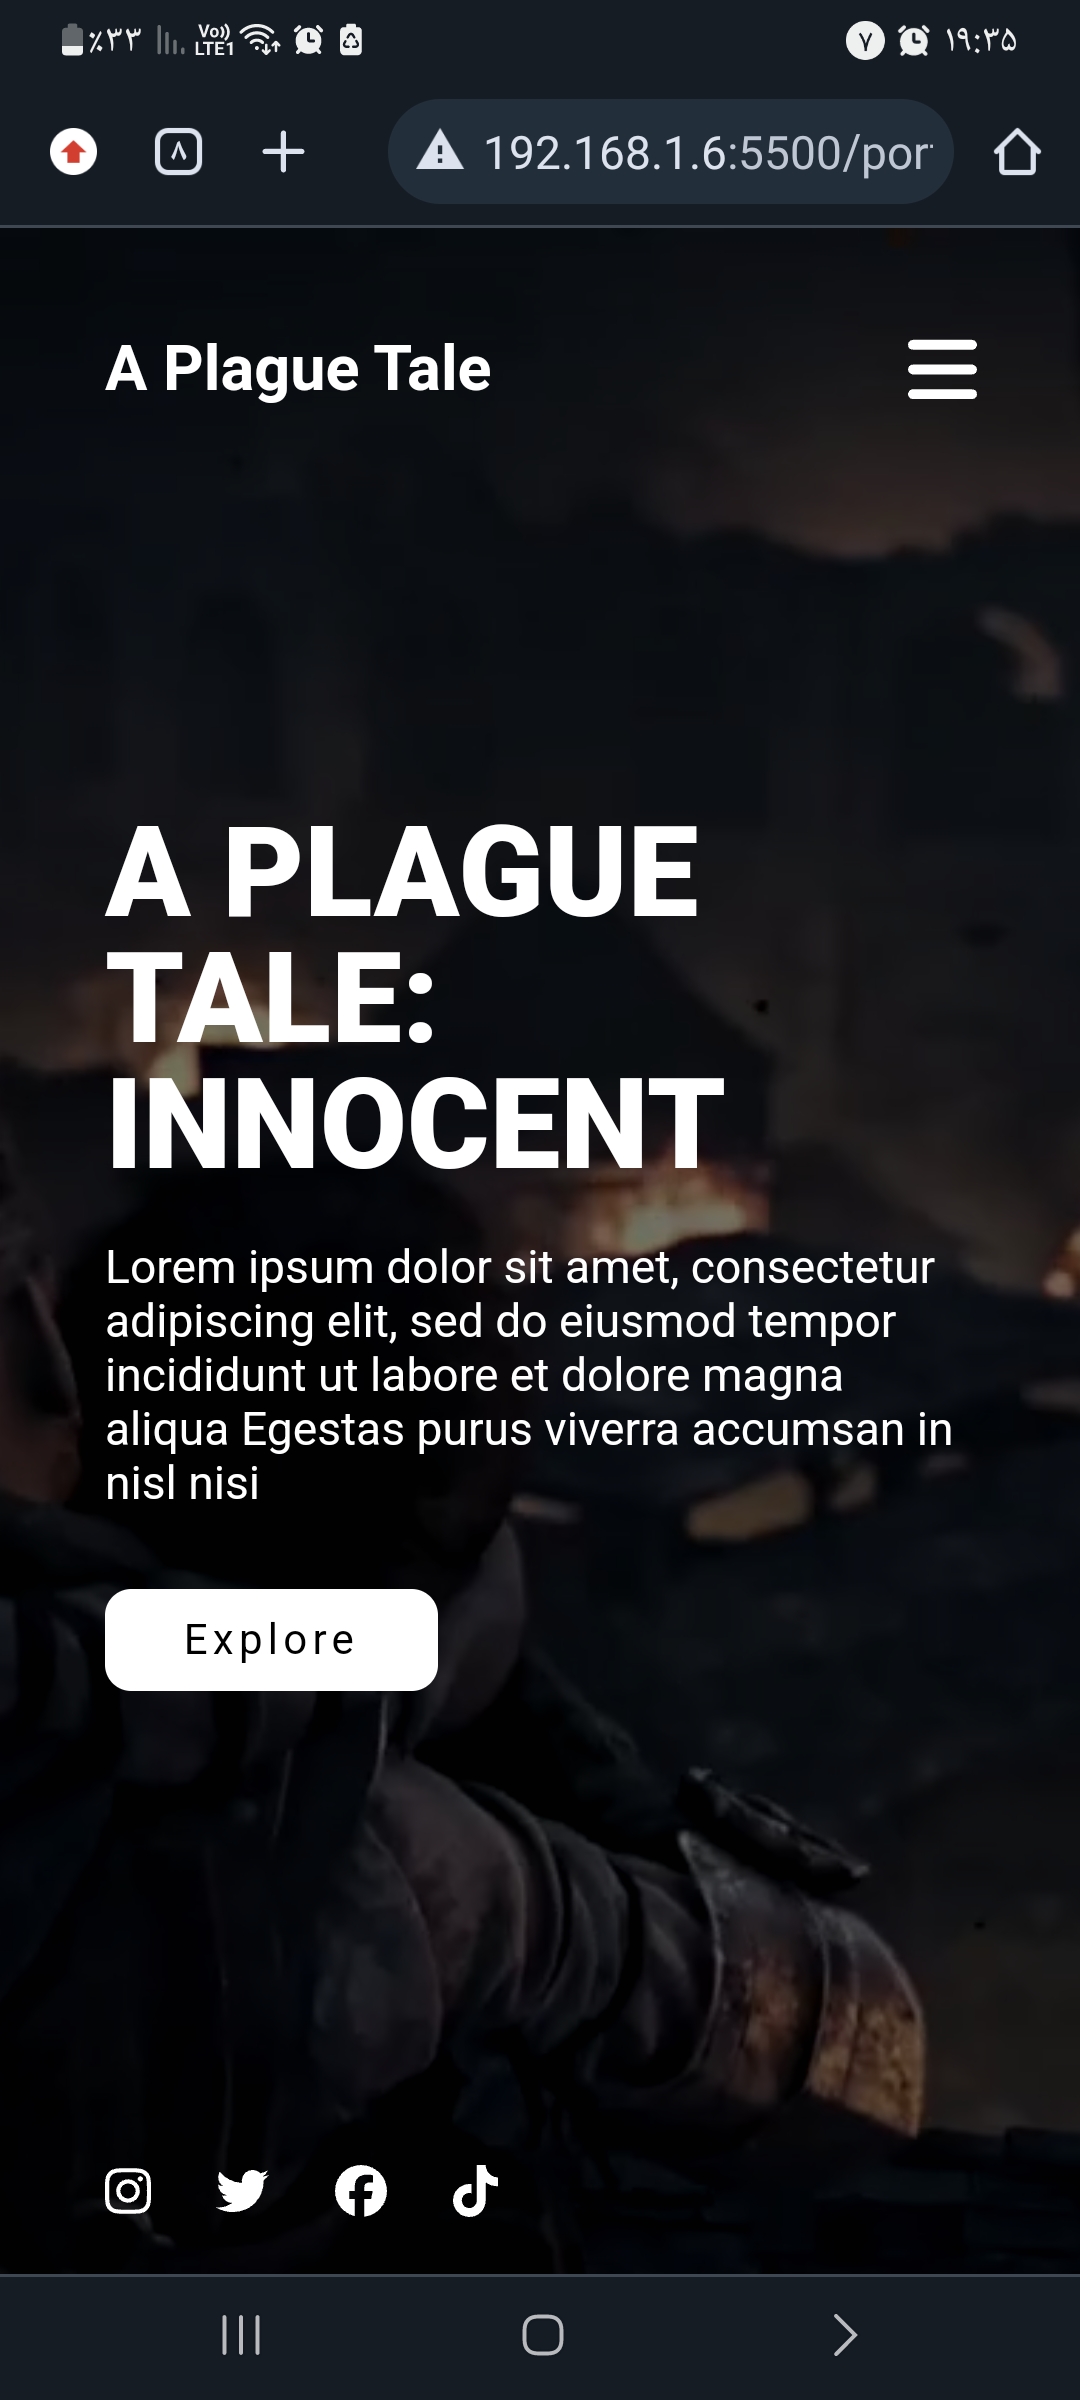 ٪۳۳ Vo)) LTE1 ۷ ۱۹:۳۵
۸ 192.168.1.6:5500/por
A Plague Tale
A PLAGUE
TALE:
INNOCENT
Lorem ipsum dolor sit amet, consectetur
adipiscing elit, sed do eiusmod tempor
incididunt ut labore et dolore magna
aliqua Egestas purus viverra accumsan in
nisl nisi
Explore